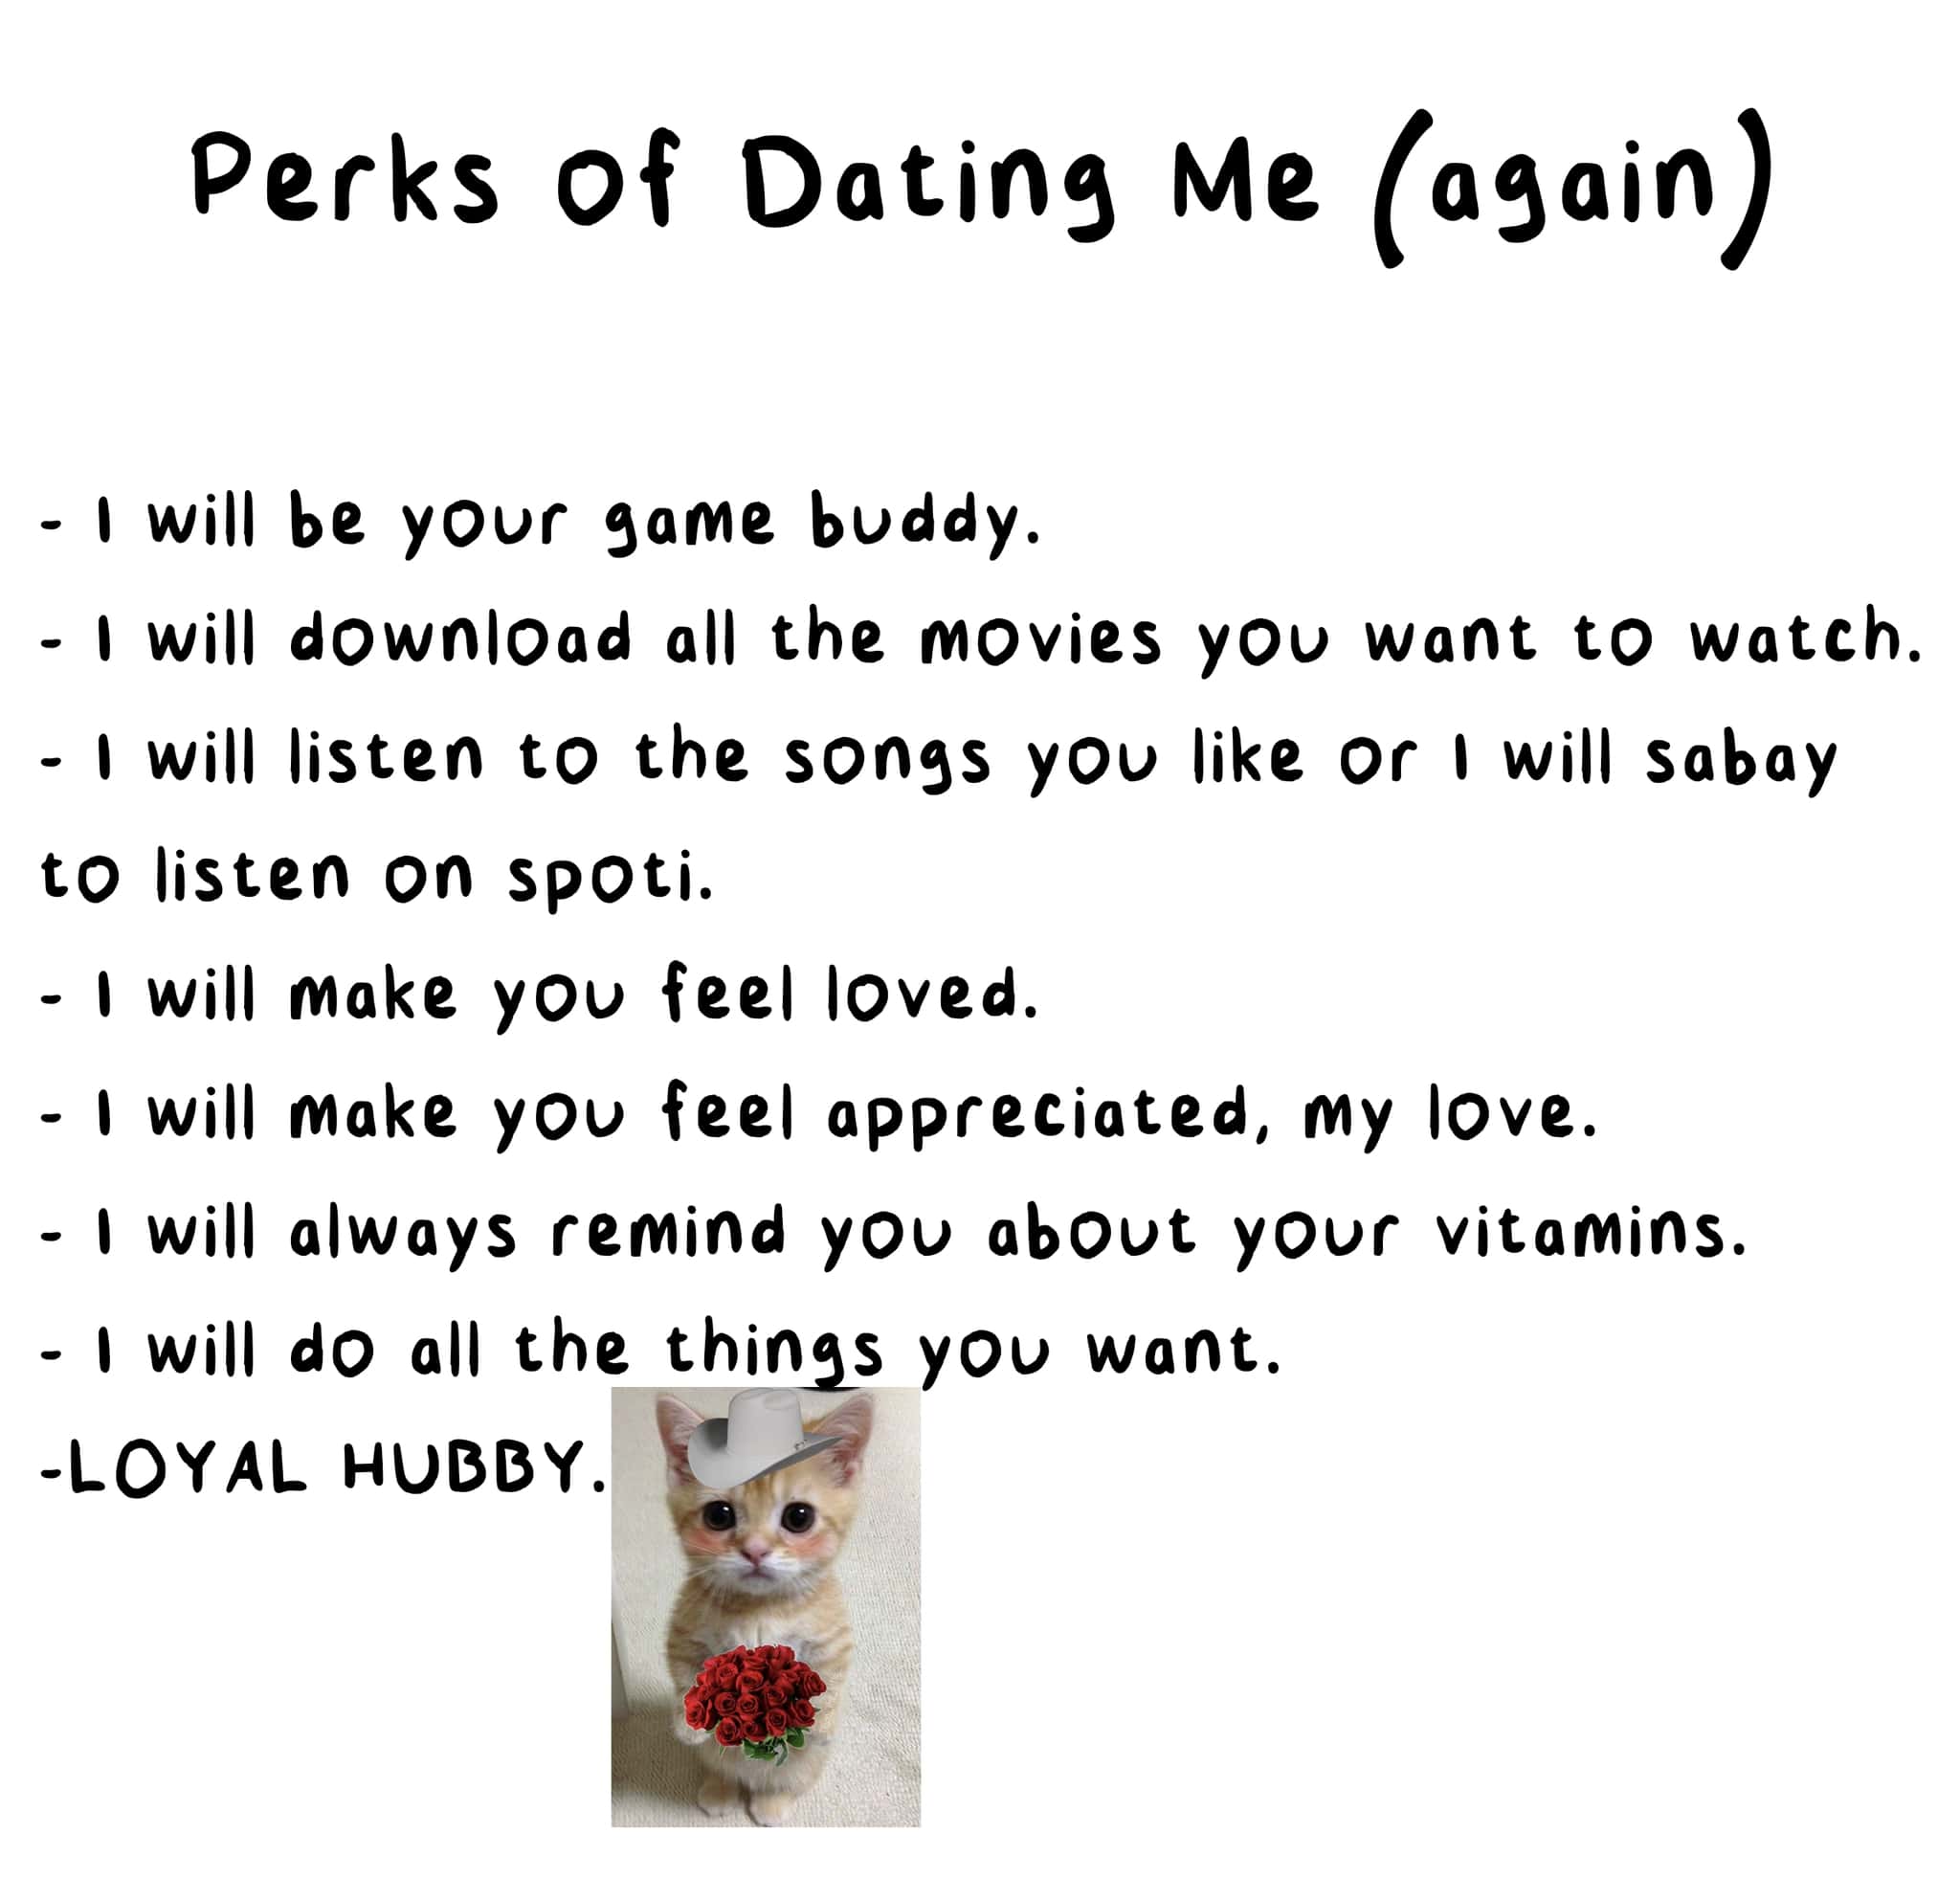 Perks of Dating Me (again)
- I will be your game buddy.
- I will download all the movies you want to watch.
- I will listen to the songs you like or I will sabay
to listen on spoti.
- I will make you feel loved.
- I will make you feel appreciated, my love.
- I will always remind you about your vitamins.
- I will do all the things you want.
-LOYAL HUBBY.